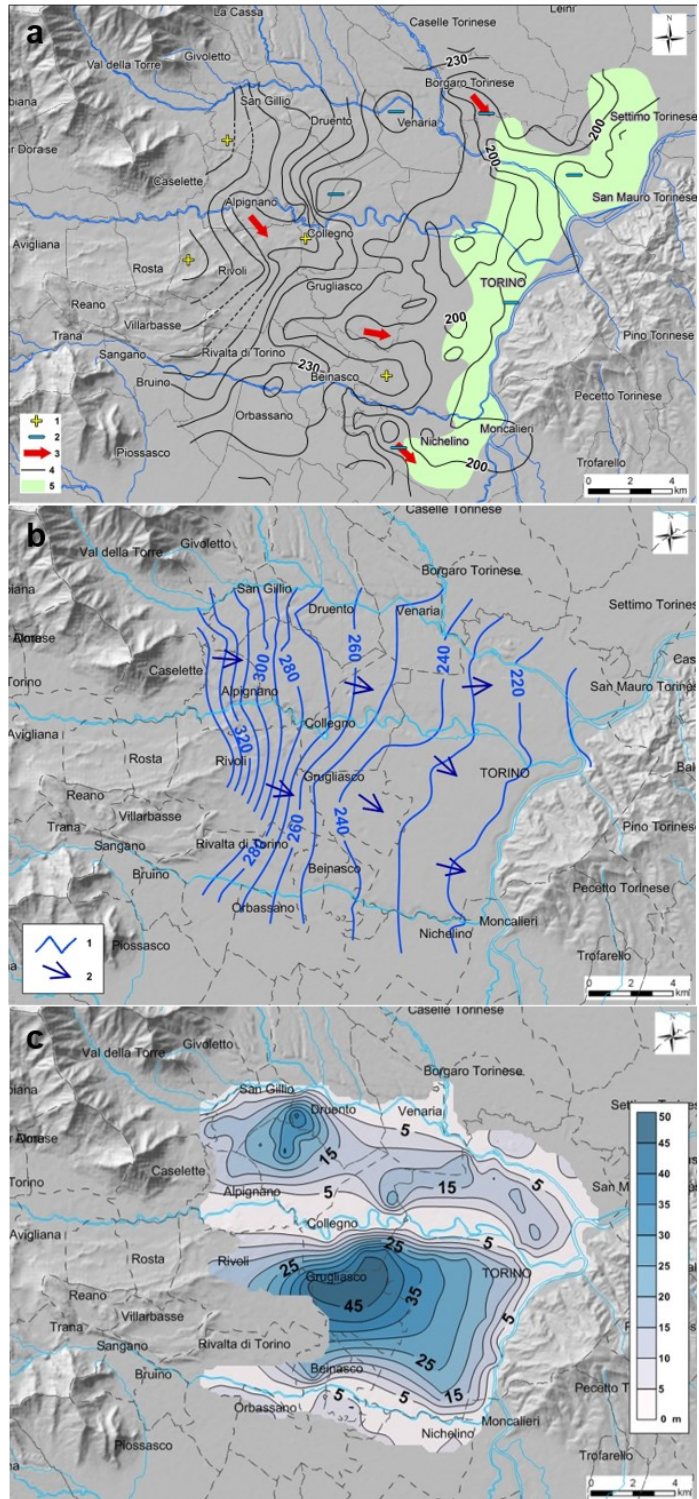 a
La Cassa
Leini
Caselle Torinese
Givoletto
Val della Torre
230
Borgaro Torinese
San Gillio
Druento
Venaria
200
Settimo Torinese
200
Caselette
San Mauro Torinese
Alpignano
Collegno
Avigliana
Rosta
Rivoli
Grugliasco
TORINO
Reano
Villarbasse
200
Trana
Sangano
Rivalta di Torino
Pino Torinese
230
Beinasco
Bruino
Orbassano
Pecetto Torinese
Moncalieri
Nichelino
Piossasco
200
Trofarello
1
2
3
4
5
0 2 4
km
b
Caselle Torinese
Givoletto
Val della Torre
Borgaro Torinese
San Gillio
Druento
Venaria
Settimo Torinese
260
240
Caselette
300
280
220
Alpignano
San Mauro Torinese
Torino
Collegno
320
Avigliana
Rosta
Rivoli
Grugliasco
TORINO
Reano
Villarbasse
240
260
Trana
Sangano
Rivalta di Torino
Pino Torinese
280
Beinasco
Bruino
Orbassano
Pecetto Torinese
Moncalieri
Nichelino
Piossasco
Trofarello
1
2
0 2 4
km
c
Caselle Torinese
Givoletto
Val della Torre
Borgaro Torinese
San Gillio
Druento
Venaria
5
50
45
40
35
30
25
20
15
10
5
0 m
15
Caselette
5
Alpignano
5
15
Torino
Collegno
5
Avigliana
Rosta
Rivoli
25
25
Grugliasco
TORINO
Reano
45
35
5
Villarbasse
Trana
Sangano
Rivalta di Torino
25
Beinasco
Bruino
5
5
15
Orbassano
Moncalieri
Nichelino
Piossasco
Trofarello
0 2 4
km